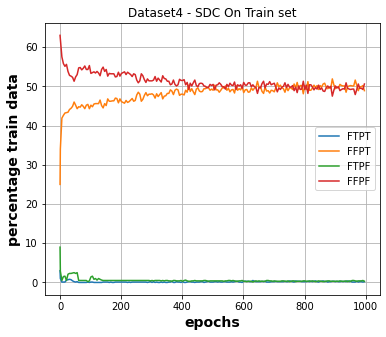 Dataset4 - SDC On Train set
percentage train data
60
50
40
30
20
10
0
FTPT
FFPT
FTPF
FFPF
0 200 400 600 800 1000
epochs